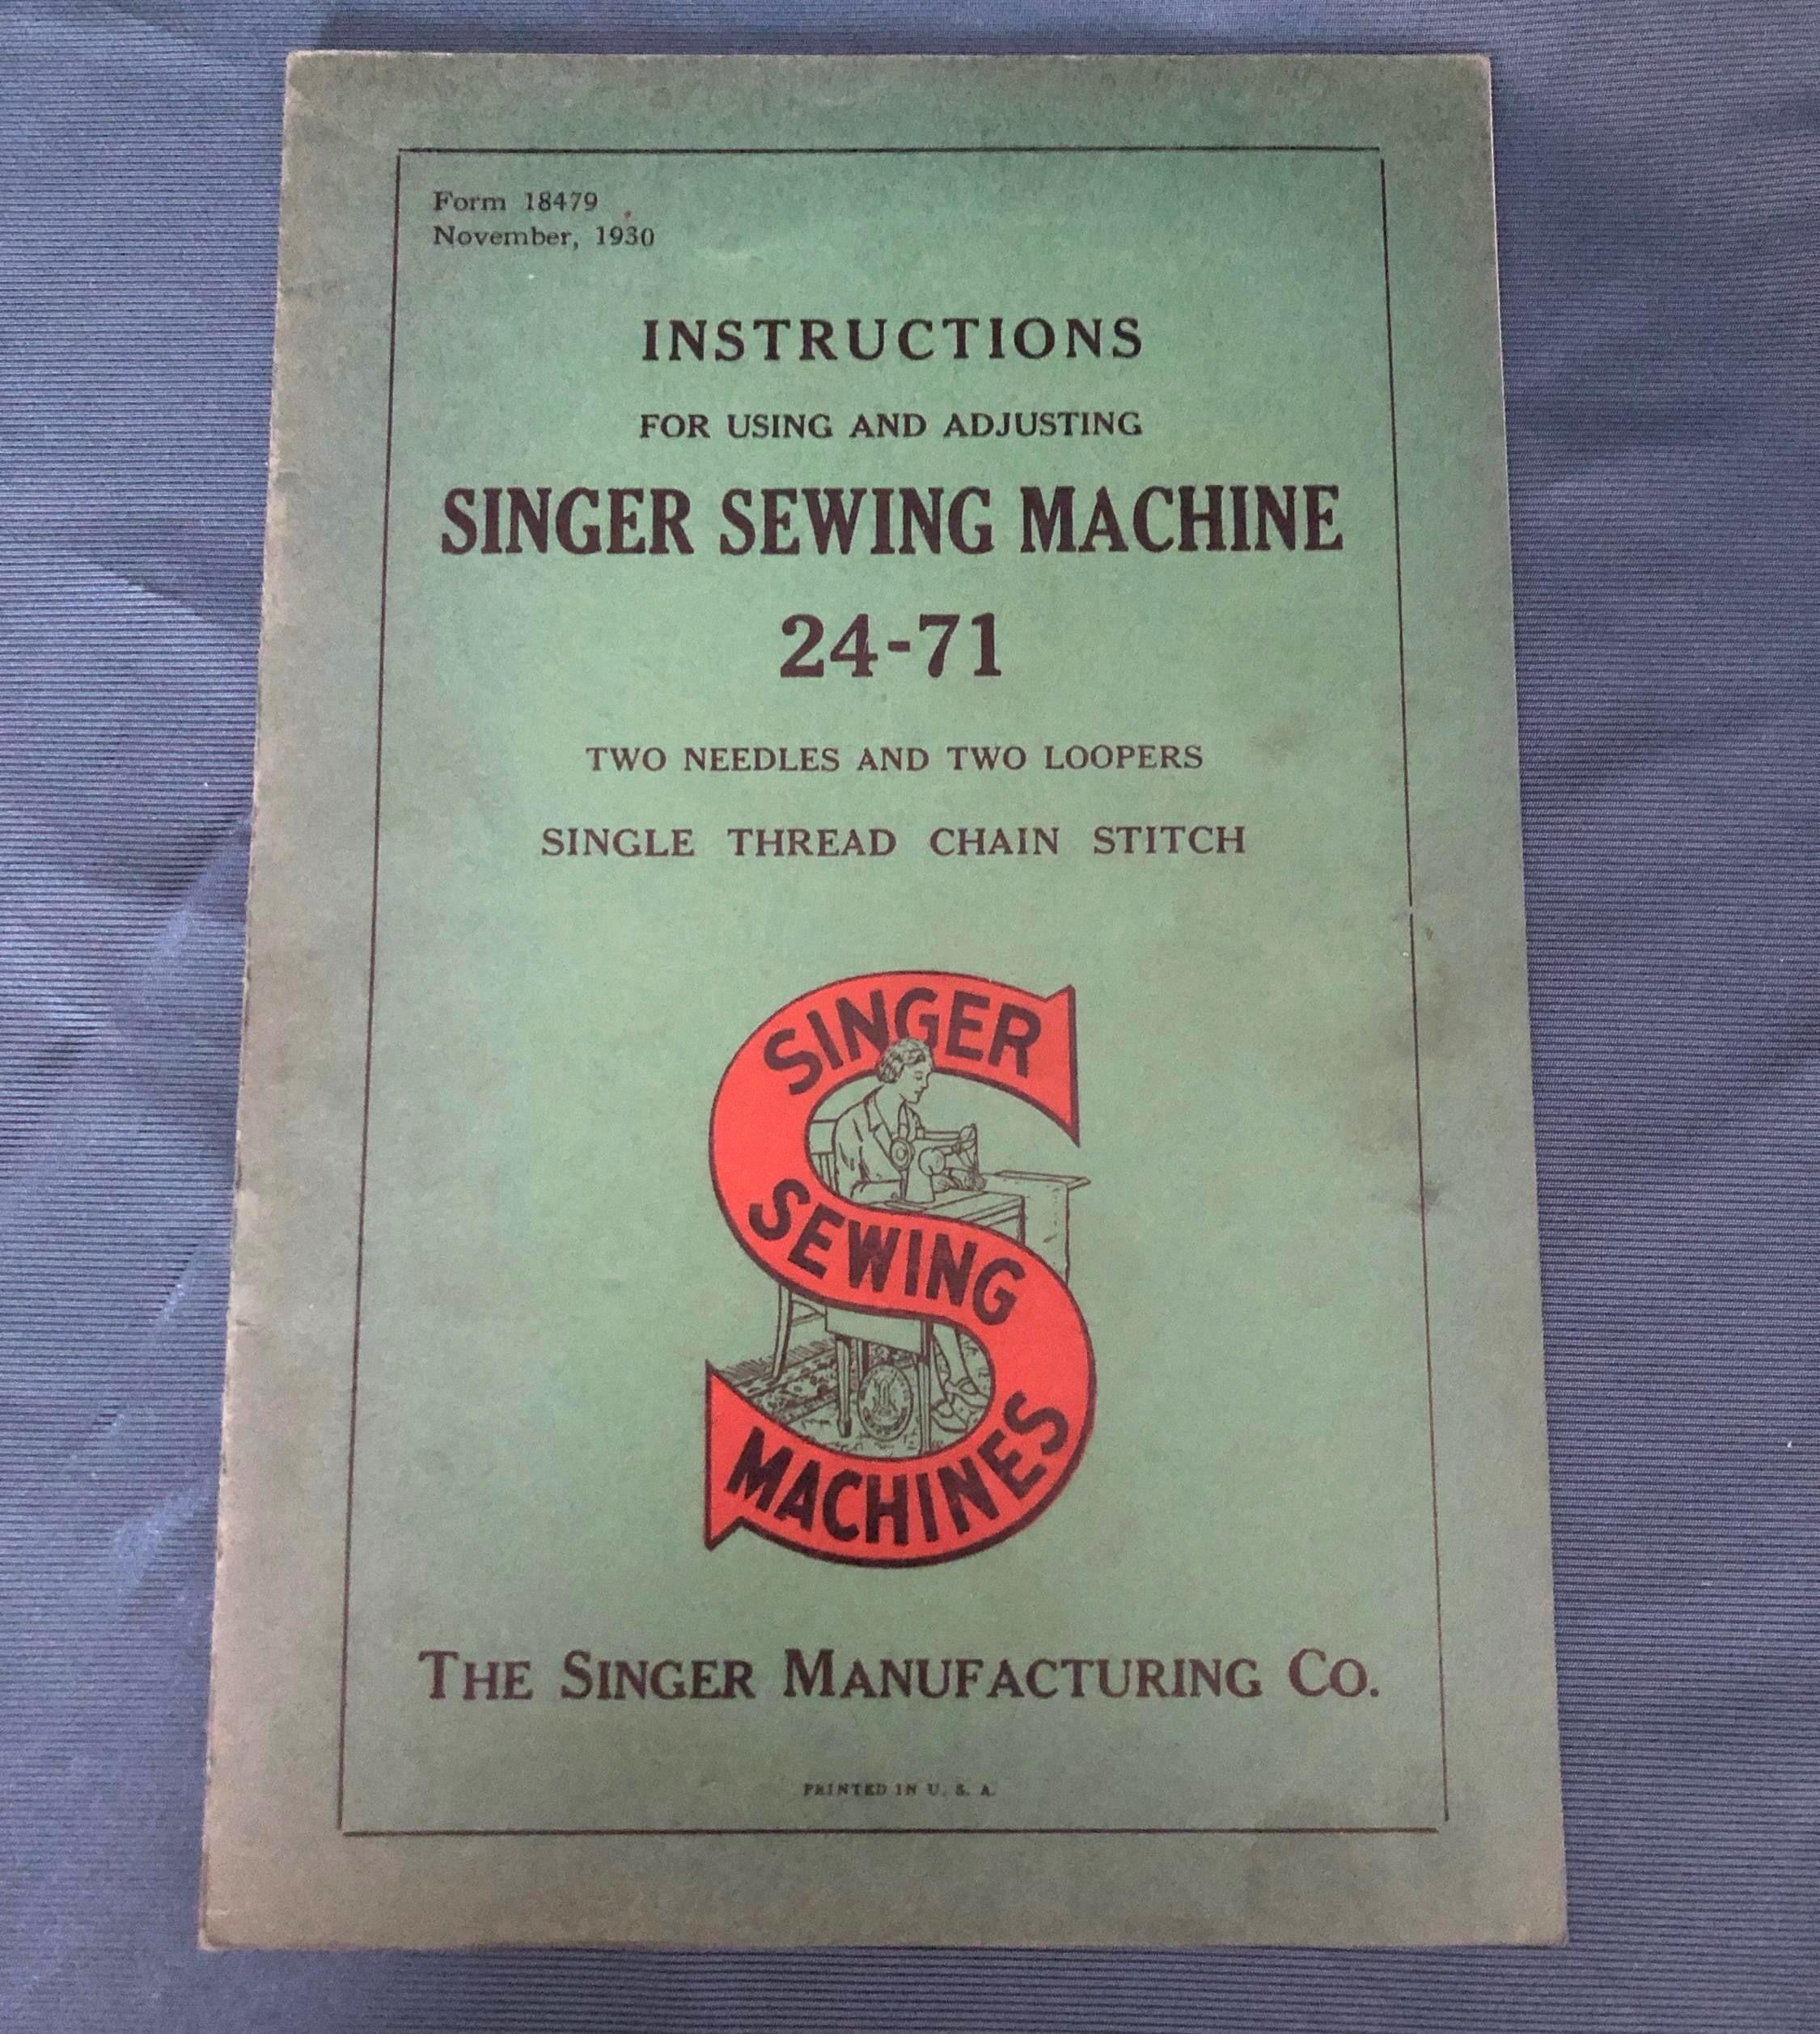 Form 18479
November, 1930
INSTRUCTIONS
FOR USING AND ADJUSTING
SINGER SEWING MACHINE
24-71
TWO NEEDLES AND TWO LOOPERS
SINGLE THREAD CHAIN STITCH
SINGER
SEWING
MACHINES
THE SINGER MANUFACTURING CO.
PRINTED IN U. S. A.